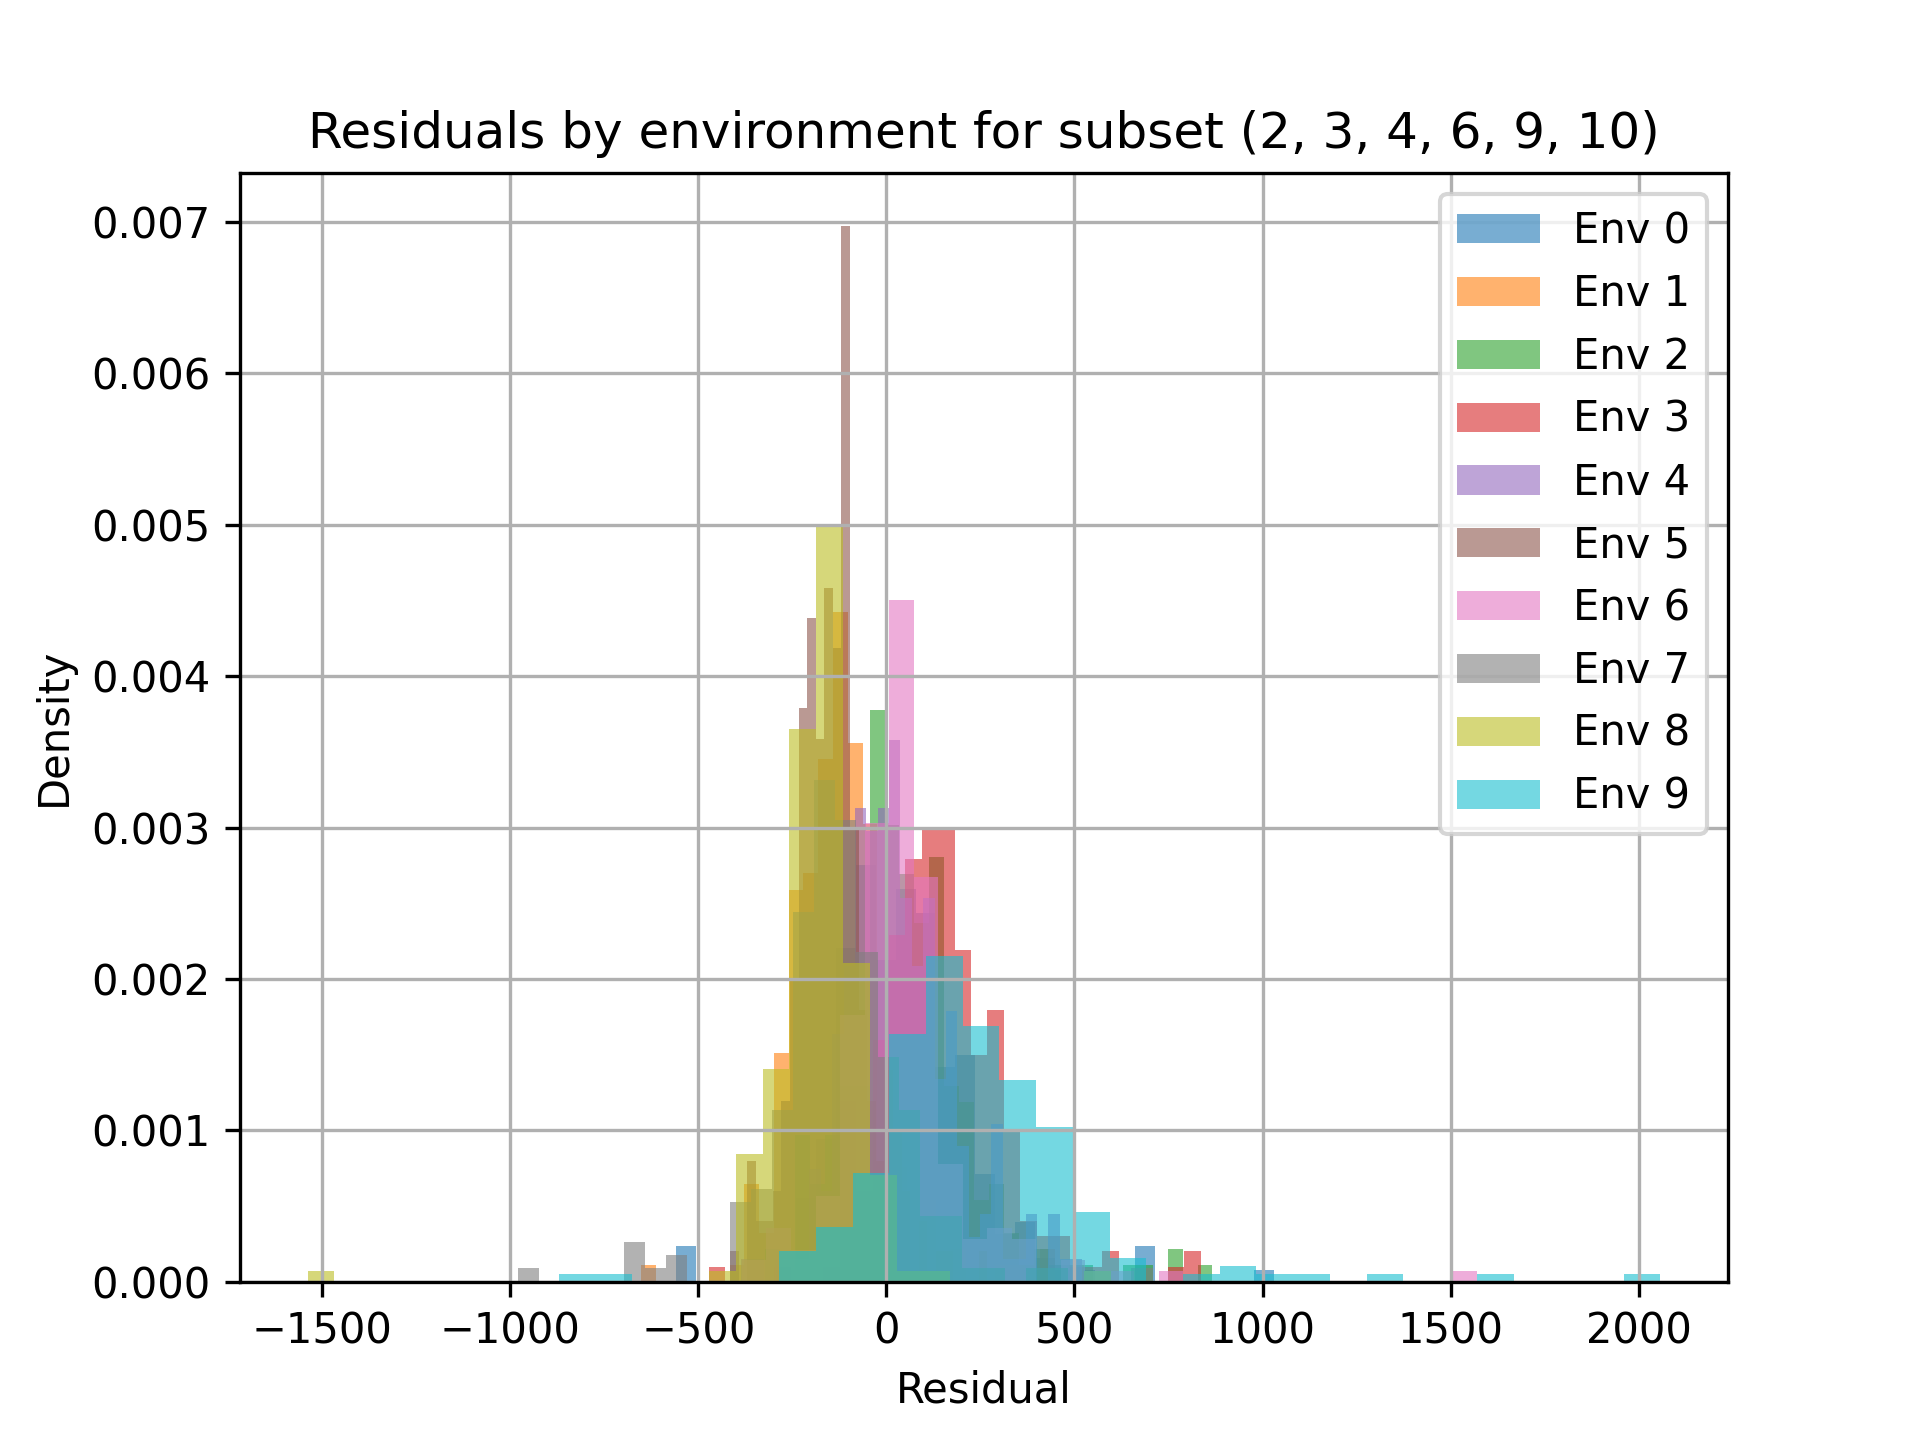 Residuals by environment for subset (2, 3, 4, 6, 9, 10)
0.007
0.006
0.005
0.004
0.003
0.002
0.001
0.000
Density
Env 0
Env 1
Env 2
Env 3
Env 4
Env 5
Env 6
Env 7
Env 8
Env 9
−1500 −1000 −500 0 500 1000 1500 2000
Residual